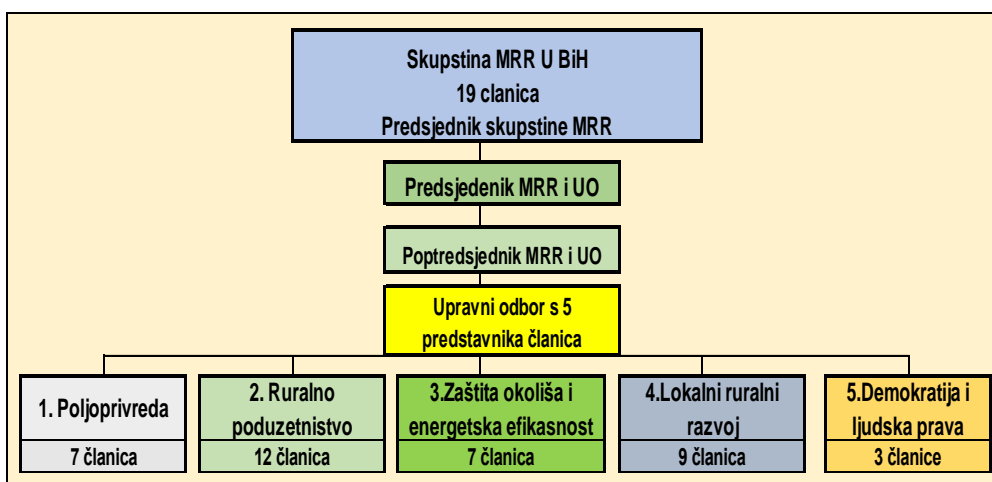 Skupstina MRR U BiH
19 clanica
Predsjednik skupstine MRR
Predsjedenik MRR i UO
Poptredsjednik MRR i UO
Upravni odbor s 5
predstavnika članica
1. Poljoprivreda
7 članica
2. Ruralno
poduzetnistvo
12 članica
3.Zaštita okoliša i
energetska efikasnost
7 članica
4.Lokalni ruralni
razvoj
9 članica
5.Demokratija i
ljudska prava
3 članice